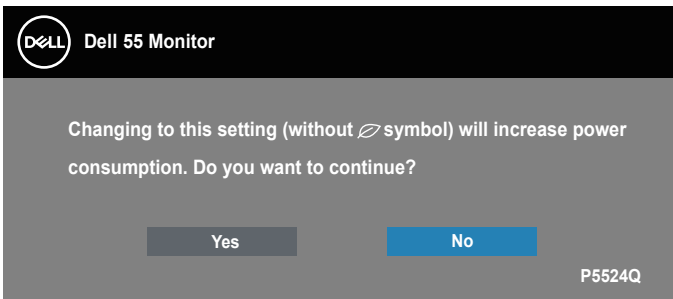 DELL Dell 55 Monitor
Changing to this setting (without symbol) will increase power
consumption. Do you want to continue?
Yes No
P5524Q